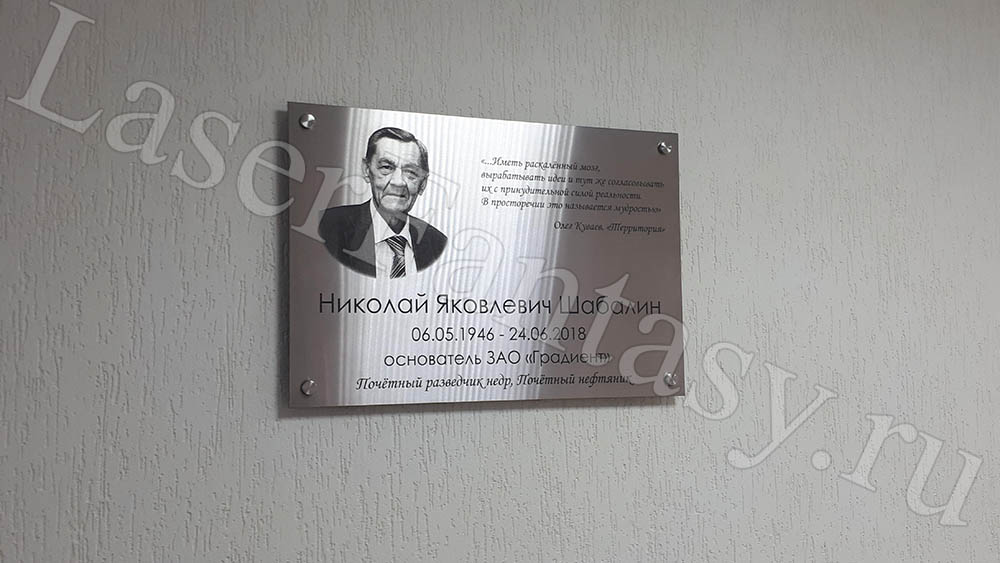 «...Иметь раскаленный мозг,
вырабатывать идеи и тут же согласовывать
их с принудительной силой реальности.
В просторечии это называется мудростью»
Олег Куваев, «Территория»
Николай Яковлевич Шабалин
06.05.1946 - 24.06.2018
основатель ЗАО «Градиент»
Почётный разведчик недр, Почётный нефтяник
LaserFantasy.ru